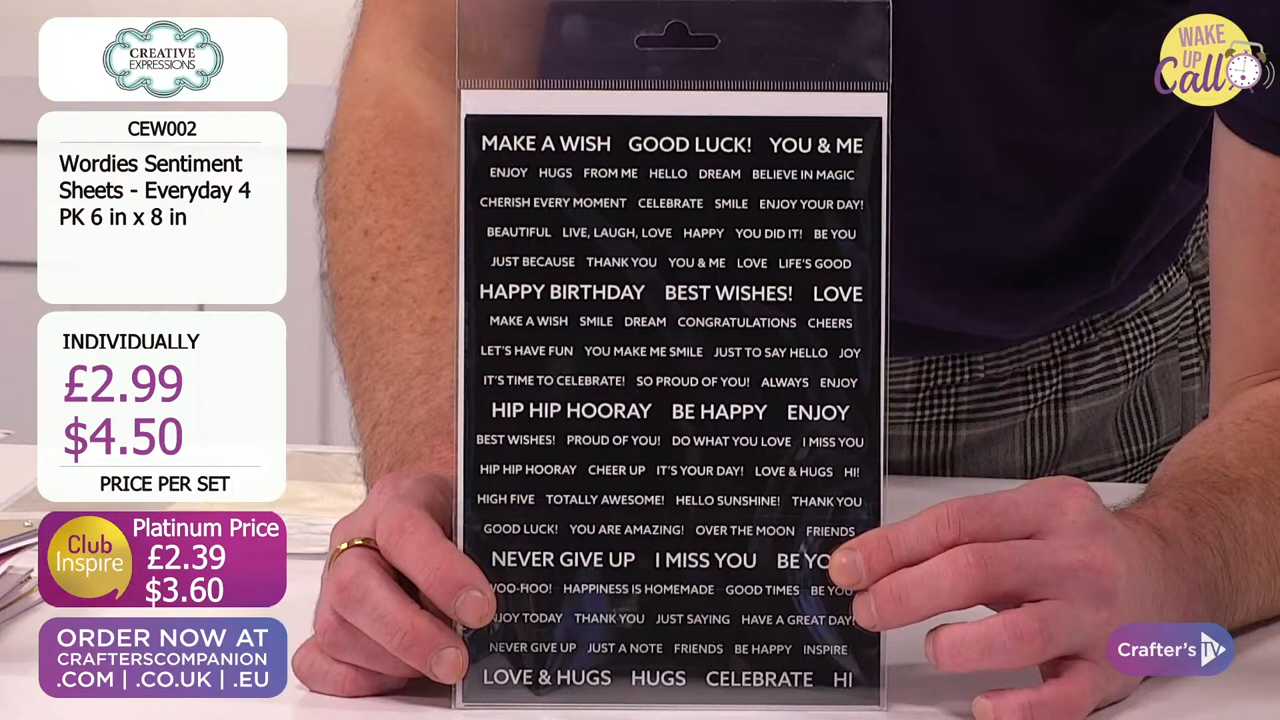 CREATIVE
EXPRESSIONS
CEW002
Wordies Sentiment
Sheets - Everyday 4
PK 6 in x 8 in
INDIVIDUALLY
£2.99
$4.50
PRICE PER SET
Club
Inspire
Platinum Price
£2.39
$3.60
ORDER NOW AT
CRAFTERSCOMPANION
.COM | .CO.UK | .EU
MAKE A WISH GOOD LUCK! YOU & ME
ENJOY HUGS FROM ME HELLO DREAM BELIEVE IN MAGIC
CHERISH EVERY MOMENT CELEBRATE SMILE ENJOY YOUR DAY!
BEAUTIFUL LIVE, LAUGH, LOVE HAPPY YOU DID IT! BE YOU
JUST BECAUSE THANK YOU YOU & ME LOVE LIFE'S GOOD
HAPPY BIRTHDAY BEST WISHES! LOVE
MAKE A WISH SMILE DREAM CONGRATULATIONS CHEERS
LET'S HAVE FUN YOU MAKE ME SMILE JUST TO SAY HELLO JOY
IT'S TIME TO CELEBRATE! SO PROUD OF YOU! ALWAYS ENJOY
HIP HIP HOORAY BE HAPPY ENJOY
BEST WISHES! PROUD OF YOU! DO WHAT YOU LOVE I MISS YOU
HIP HIP HOORAY CHEER UP IT'S YOUR DAY! LOVE & HUGS HI!
HIGH FIVE TOTALLY AWESOME! HELLO SUNSHINE! THANK YOU
GOOD LUCK! YOU ARE AMAZING! OVER THE MOON FRIENDS
NEVER GIVE UP I MISS YOU BE YO
OO-HOO! HAPPINESS IS HOMEMADE GOOD TIMES BE YOU
NJOY TODAY THANK YOU JUST SAYING HAVE A GREAT DAY!
NEVER GIVE UP JUST A NOTE FRIENDS BE HAPPY INSPIRE
LOVE & HUGS HUGS CELEBRATE HI
WAKE
UP
Call
Crafter's TV